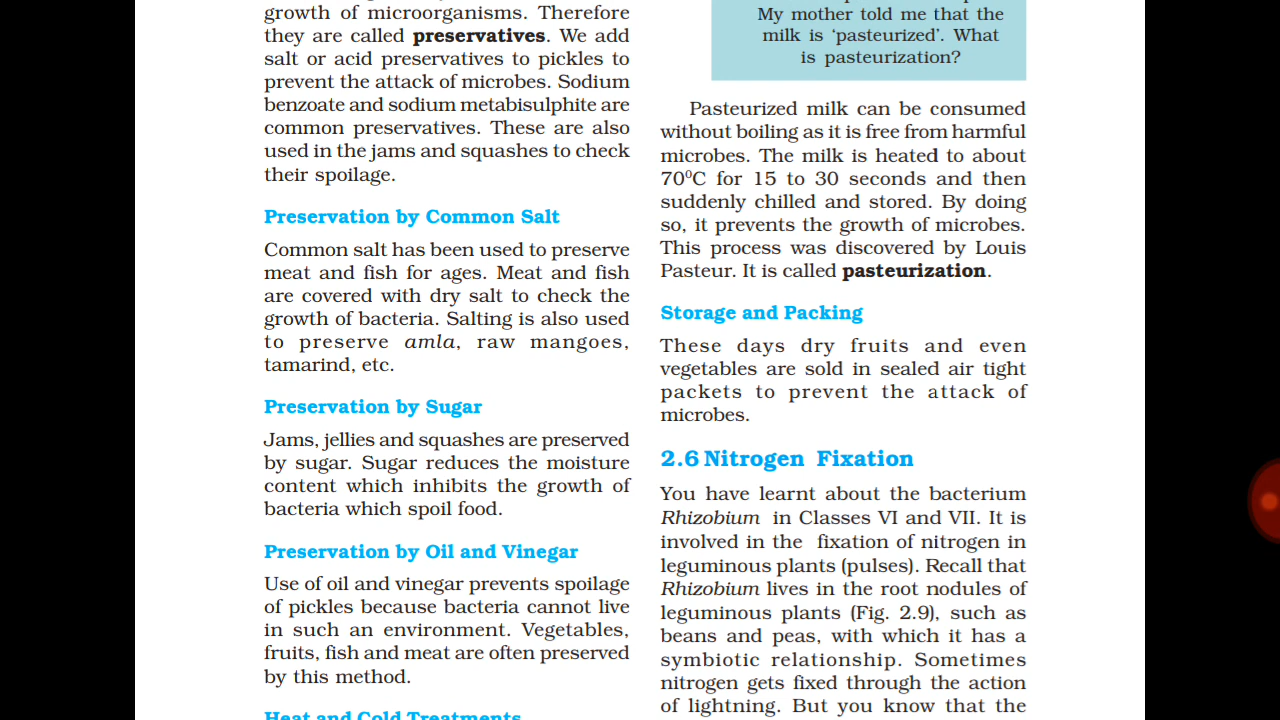 growth of microorganisms. Therefore
they are called preservatives. We add
salt or acid preservatives to pickles to
prevent the attack of microbes. Sodium
benzoate and sodium metabisulphite are
common preservatives. These are also
used in the jams and squashes to check
their spoilage.
Preservation by Common Salt
Common salt has been used to preserve
meat and fish for ages. Meat and fish
are covered with dry salt to check the
growth of bacteria. Salting is also used
to preserve amla, raw mangoes,
tamarind, etc.
Preservation by Sugar
Jams, jellies and squashes are preserved
by sugar. Sugar reduces the moisture
content which inhibits the growth of
bacteria which spoil food.
Preservation by Oil and Vinegar
Use of oil and vinegar prevents spoilage
of pickles because bacteria cannot live
in such an environment. Vegetables,
fruits, fish and meat are often preserved
by this method.
Heat and Cold Treatments
My mother told me that the
milk is ‘pasteurized’. What
is pasteurization?
Pasteurized milk can be consumed
without boiling as it is free from harmful
microbes. The milk is heated to about
70⁰C for 15 to 30 seconds and then
suddenly chilled and stored. By doing
so, it prevents the growth of microbes.
This process was discovered by Louis
Pasteur. It is called pasteurization.
Storage and Packing
These days dry fruits and even
vegetables are sold in sealed air tight
packets to prevent the attack of
microbes.
2.6 Nitrogen Fixation
You have learnt about the bacterium
Rhizobium in Classes VI and VII. It is
involved in the fixation of nitrogen in
leguminous plants (pulses). Recall that
Rhizobium lives in the root nodules of
leguminous plants (Fig. 2.9), such as
beans and peas, with which it has a
symbiotic relationship. Sometimes
nitrogen gets fixed through the action
of lightning. But you know that the